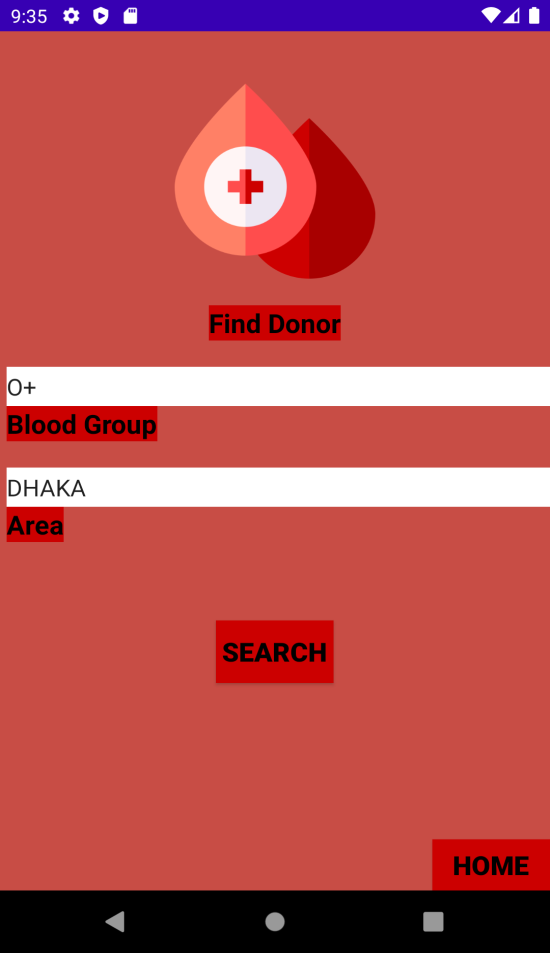 9:35
Find Donor
O+
Blood Group
DHAKA
Area
SEARCH
HOME